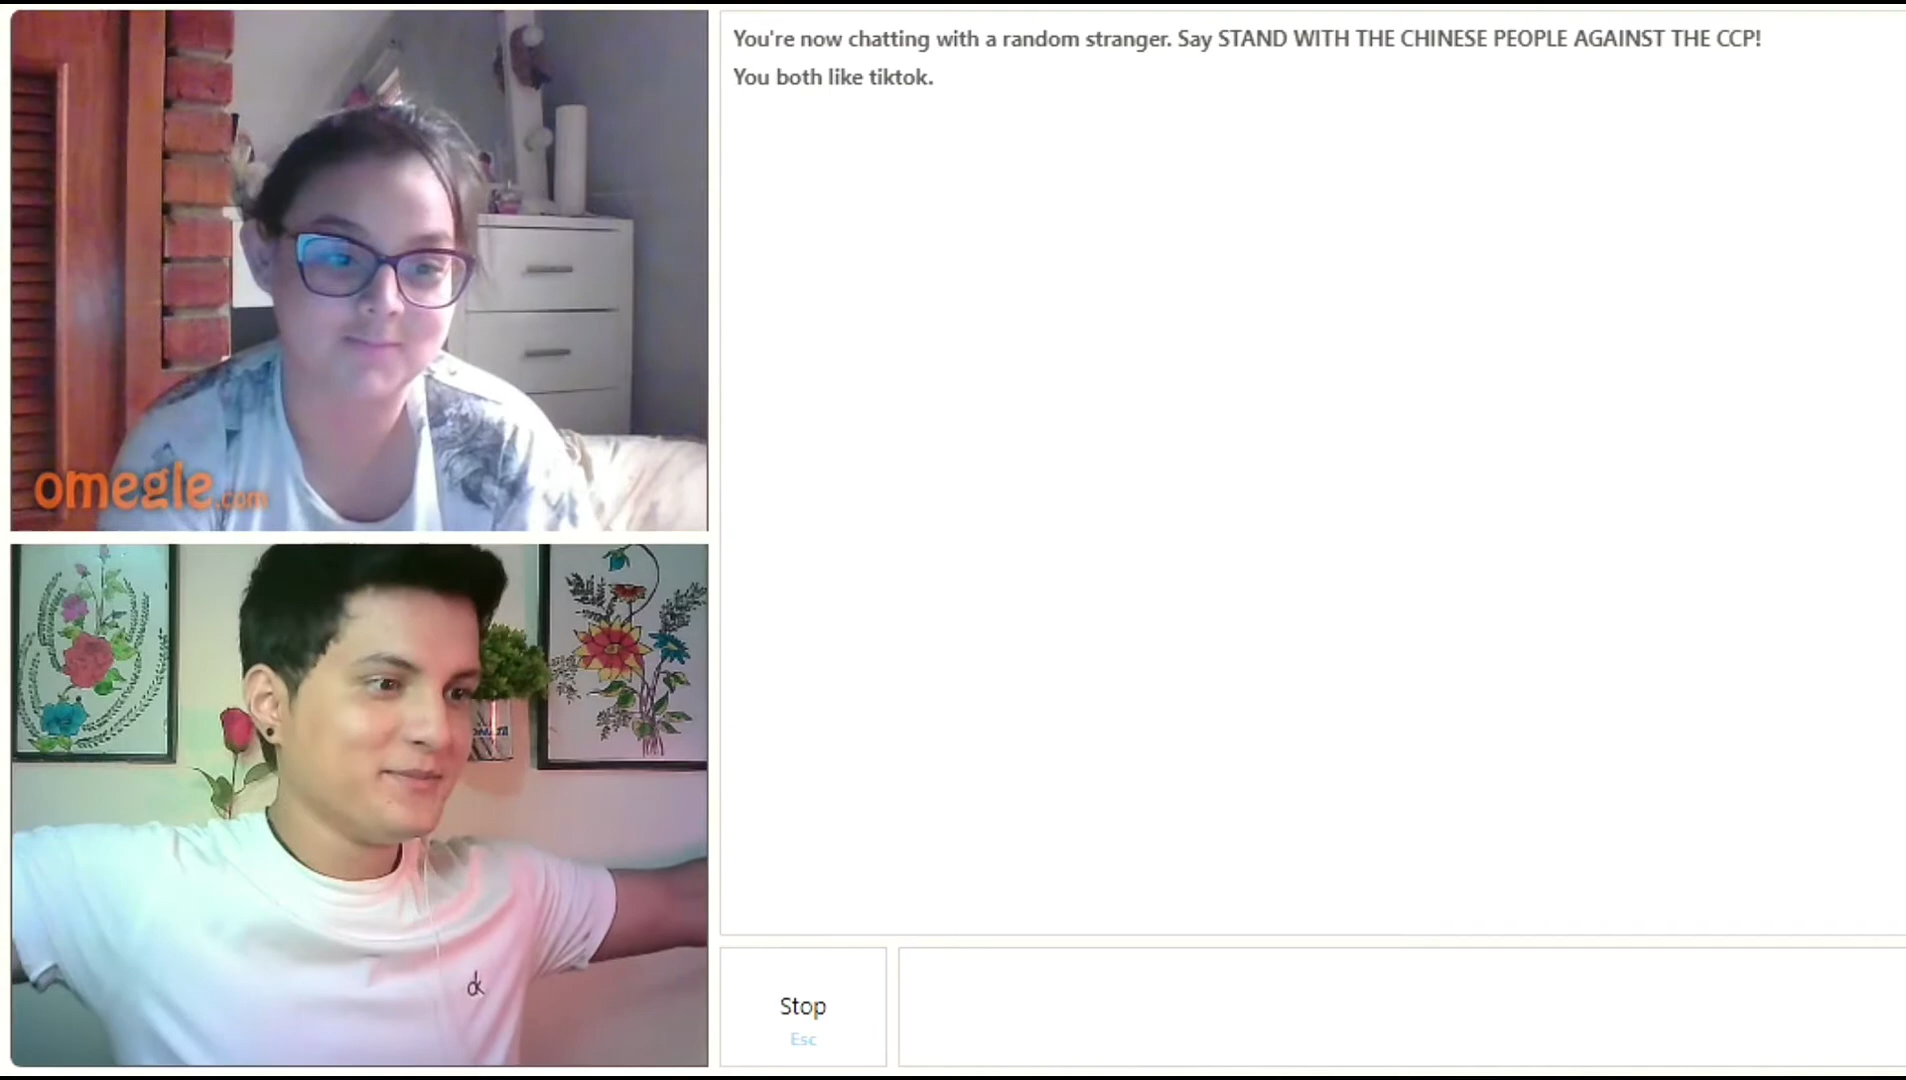 You're now chatting with a random stranger. Say STAND WITH THE CHINESE PEOPLE AGAINST THE CCP!
You both like tiktok.
omegle.com
dk
Stop
Esc